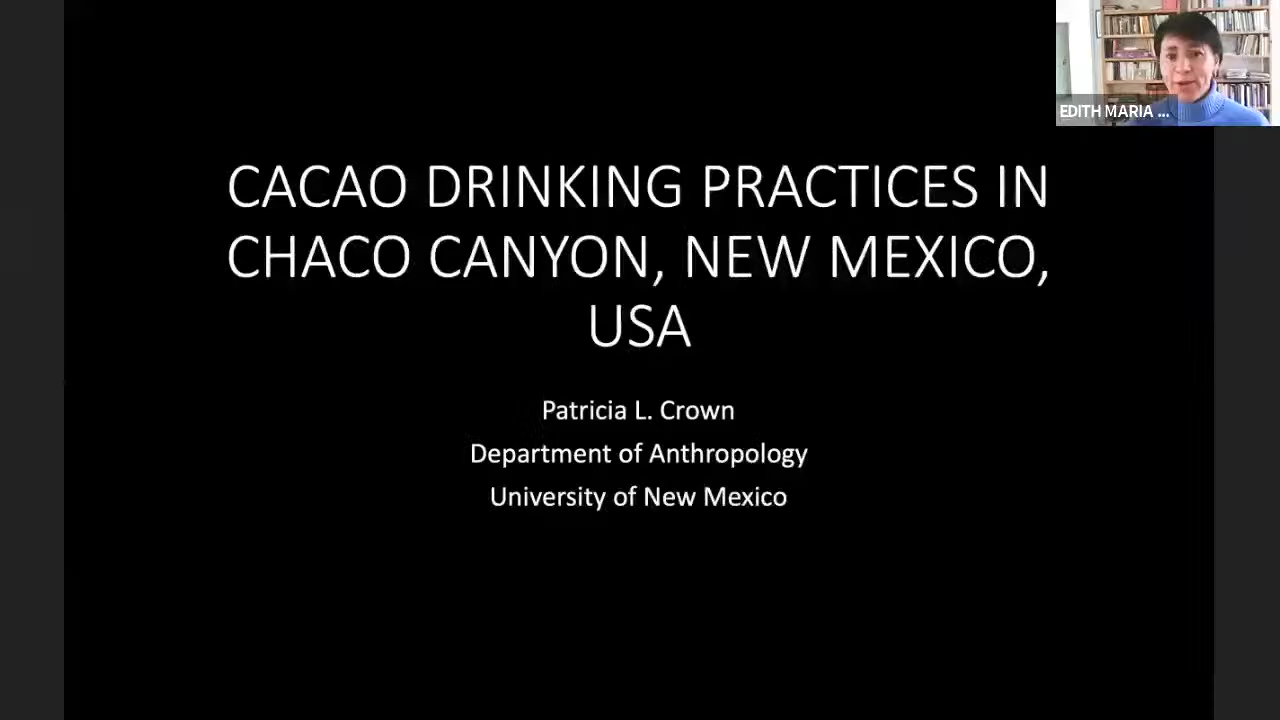 EDITH MARIA ...
CACAO DRINKING PRACTICES IN
CHACO CANYON, NEW MEXICO,
USA
Patricia L. Crown
Department of Anthropology
University of New Mexico